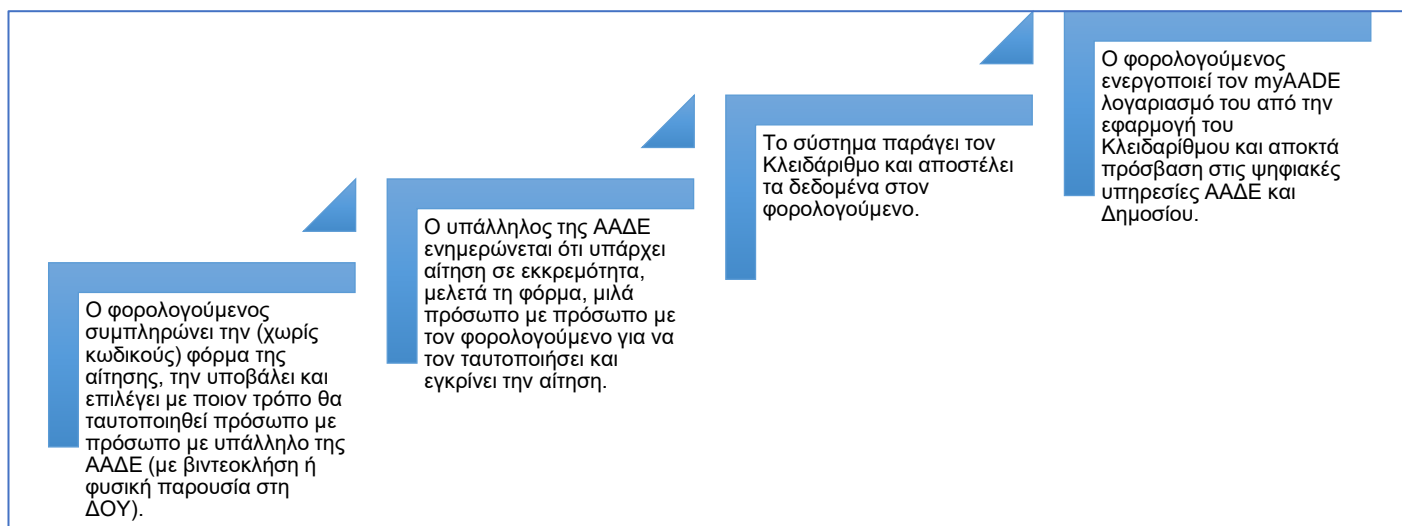 Ο φορολογούμενος
συμπληρώνει την (χωρίς
κωδικούς) φόρμα της
αίτησης, την υποβάλει και
επιλέγει με ποιον τρόπο θα
ταυτοποιηθεί πρόσωπο με
πρόσωπο με υπάλληλο της
ΑΑΔΕ (με βιντεοκλήση ή
φυσική παρουσία στη
ΔΟΥ).
Ο υπάλληλος της ΑΑΔΕ
ενημερώνεται ότι υπάρχει
αίτηση σε εκκρεμότητα,
μελετά τη φόρμα, μιλά
πρόσωπο με πρόσωπο με
τον φορολογούμενο για να
τον ταυτοποιήσει και
εγκρίνει την αίτηση.
Το σύστημα παράγει τον
Κλειδάριθμο και αποστέλει
τα δεδομένα στον
φορολογούμενο.
Ο φορολογούμενος
ενεργοποιεί τον myAADE
λογαριασμό του από την
εφαρμογή του
Κλειδαρίθμου και αποκτά
πρόσβαση στις ψηφιακές
υπηρεσίες ΑΑΔΕ και
Δημοσίου.